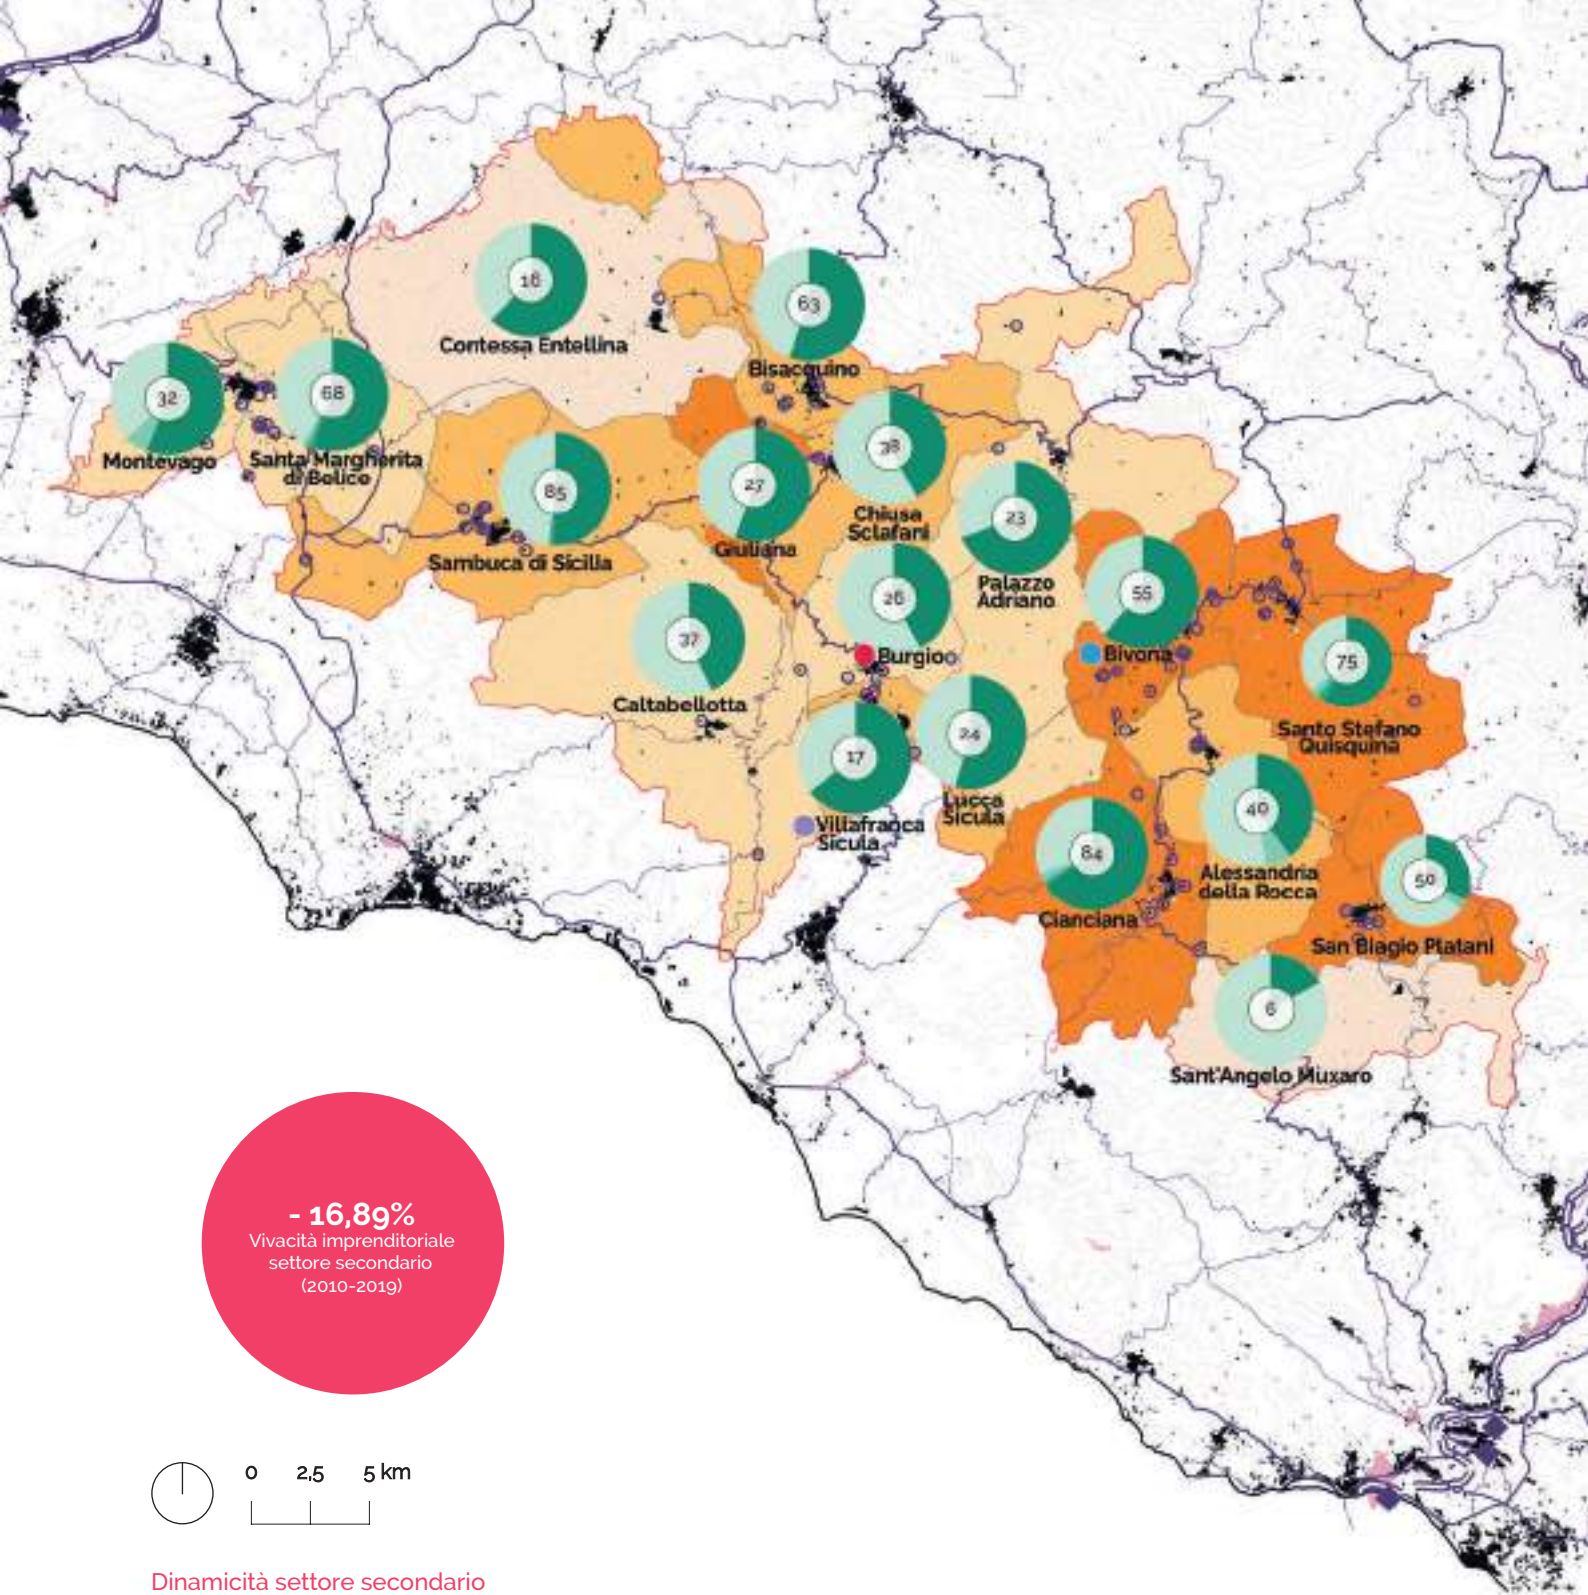 16
Contessa Entellina
63
Bisacquino
32
Montevago
68
Santa Margherita
di Belice
85
Sambuca di Sicilia
27
Giuliana
38
Chiusa
Sclafani
23
Palazzo
Adriano
26
Burgio
55
Bivona
37
Caltabellotta
75
Santo Stefano
Quisquina
17
Villafranca
Sicula
24
Lucca
Sicula
84
Cianciana
40
Alessandria
della Rocca
50
San Biagio Platani
6
Sant'Angelo Muxaro
- 16,89%
Vivacità imprenditoriale
settore secondario
(2010-2019)
0 2,5 5 km
Dinamicità settore secondario